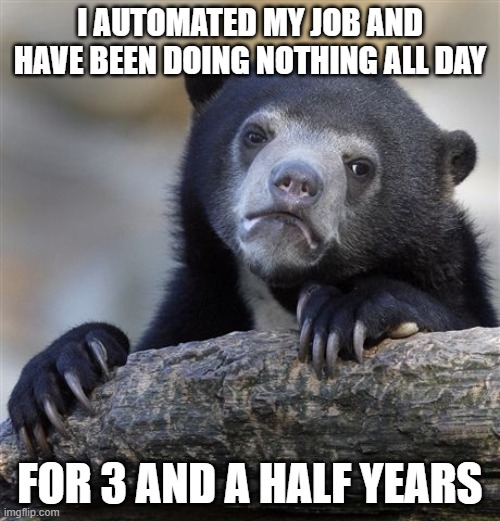 I AUTOMATED MY JOB AND
HAVE BEEN DOING NOTHING ALL DAY
FOR 3 AND A HALF YEARS
imgflip.com